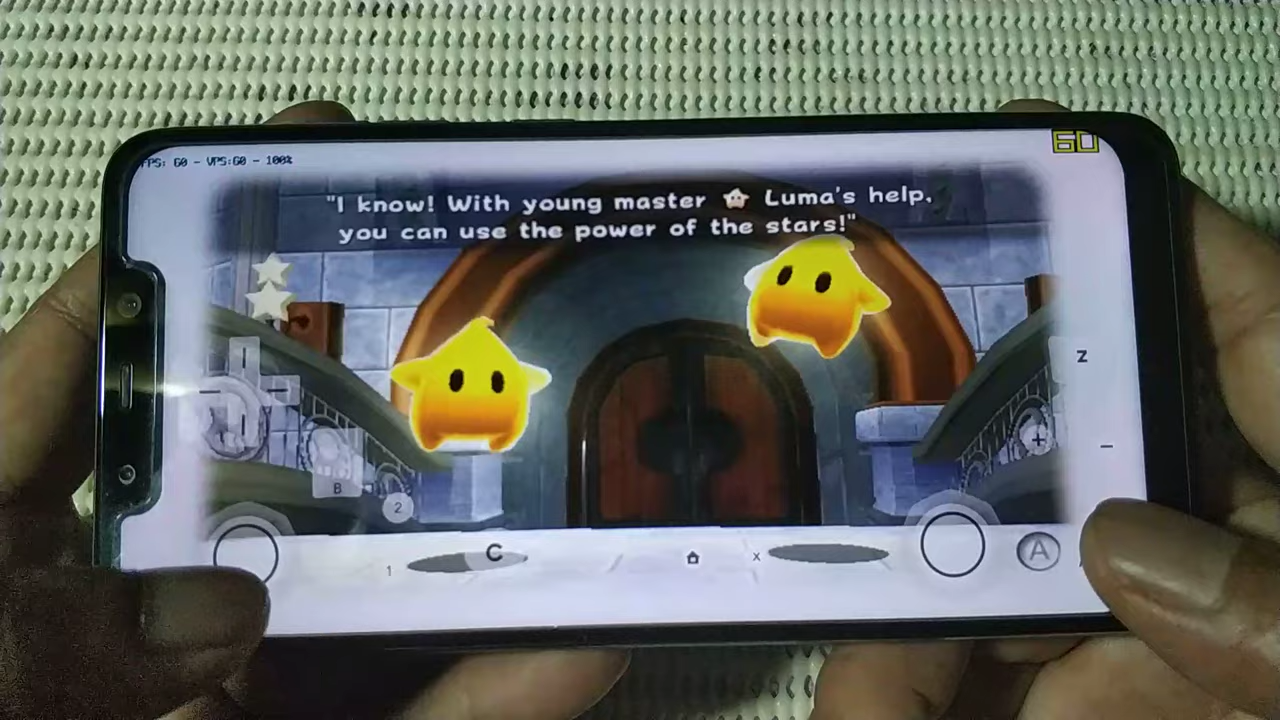 FPS: 60 - VPS:60 - 100%
60
"I know! With young master Luma's help,
you can use the power of the stars!"
Z
+
-
B
2
C
1
X
A